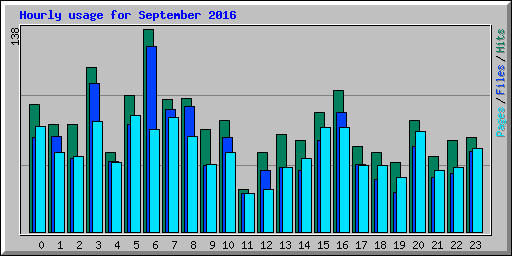 Hourly usage for September 2016
138
Pages/Files/Hits
0 1 2 3 4 5 6 7 8 9 10 11 12 13 14 15 16 17 18 19 20 21 22 23